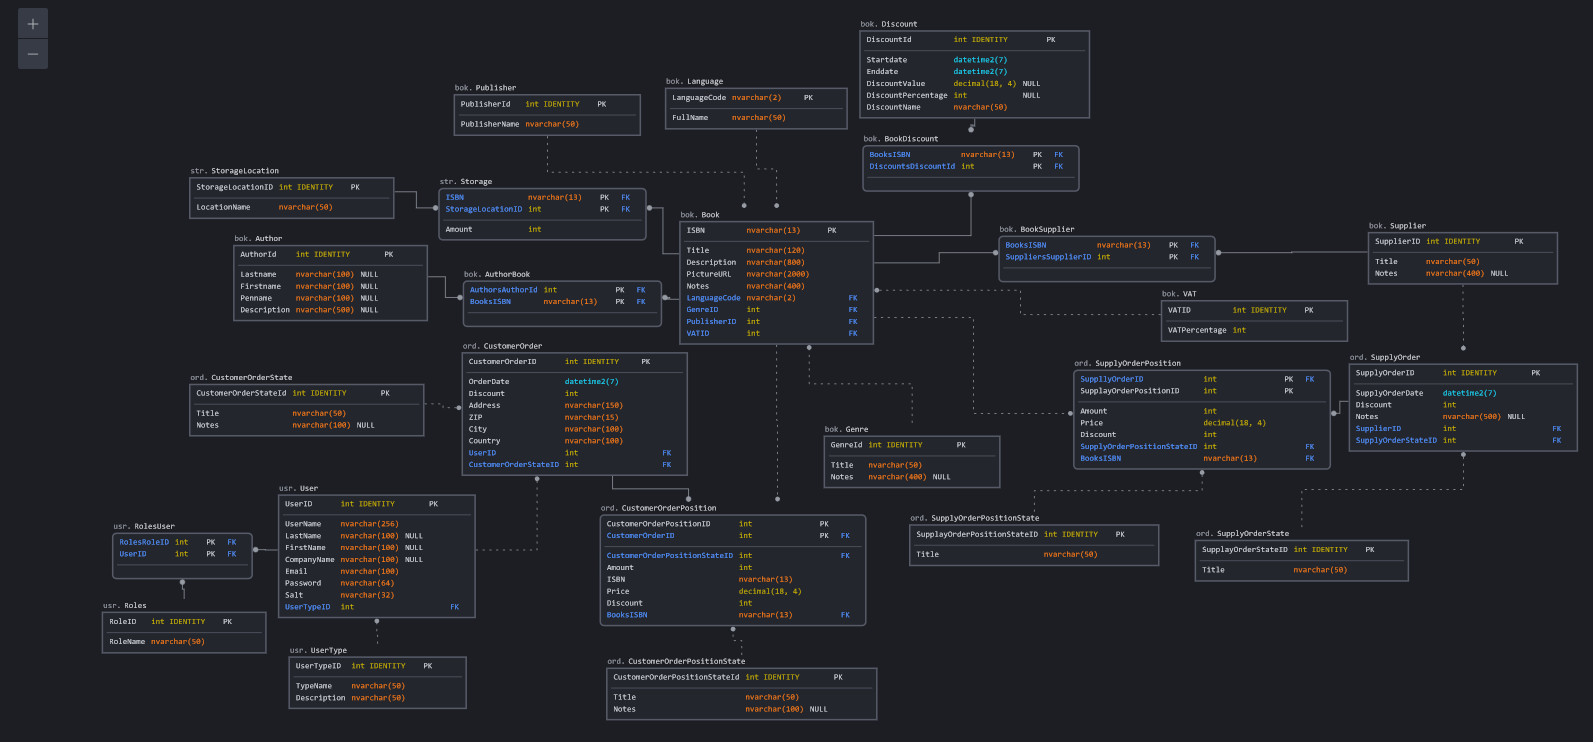 +
−
bok. Discount
DiscountId int IDENTITY PK
Startdate datetime2(7)
Enddate datetime2(7)
DiscountValue decimal(18, 4) NULL
DiscountPercentage int NULL
DiscountName nvarchar(50)
bok. Publisher
PublisherId int IDENTITY PK
PublisherName nvarchar(50)
bok. Language
LanguageCode nvarchar(2) PK
FullName nvarchar(50)
bok. BookDiscount
BooksISBN nvarchar(13) PK FK
DiscountsDiscountId int PK FK
str. StorageLocation
StorageLocationID int IDENTITY PK
LocationName nvarchar(50)
str. Storage
ISBN nvarchar(13) PK FK
StorageLocationID int PK FK
Amount int
bok. Book
ISBN nvarchar(13) PK
Title nvarchar(120)
Description nvarchar(800)
PictureURL nvarchar(2000)
Notes nvarchar(400)
LanguageCode nvarchar(2) FK
GenreID int FK
PublisherID int FK
VATID int FK
bok. BookSupplier
BooksISBN nvarchar(13) PK FK
SuppliersSupplierID int PK FK
bok. Supplier
SupplierID int IDENTITY PK
Title nvarchar(50)
Notes nvarchar(400) NULL
bok. Author
AuthorId int IDENTITY PK
Lastname nvarchar(100) NULL
Firstname nvarchar(100) NULL
Penname nvarchar(100) NULL
Description nvarchar(500) NULL
bok. AuthorBook
AuthorsAuthorId int PK FK
BooksISBN nvarchar(13) PK FK
bok. VAT
VATID int IDENTITY PK
VATPercentage int
ord. CustomerOrder
CustomerOrderID int IDENTITY PK
OrderDate datetime2(7)
Discount int
Address nvarchar(150)
ZIP nvarchar(15)
City nvarchar(100)
Country nvarchar(100)
UserID int FK
CustomerOrderStateID int FK
ord. CustomerOrderState
CustomerOrderStateId int IDENTITY PK
Title nvarchar(50)
Notes nvarchar(100) NULL
ord. SupplyOrderPosition
SuppllyOrderID int PK FK
SupplayOrderPositionID int PK
Amount int
Price decimal(18, 4)
Discount int
SupplyOrderPositionStateID int FK
BooksISBN nvarchar(13) FK
ord. SupplyOrder
SupplyOrderID int IDENTITY PK
SupplyOrderDate datetime2(7)
Discount int
Notes nvarchar(500) NULL
SupplierID int FK
SupplyOrderStateID int FK
bok. Genre
GenreId int IDENTITY PK
Title nvarchar(50)
Notes nvarchar(400) NULL
usr. User
UserID int IDENTITY PK
UserName nvarchar(256)
LastName nvarchar(100) NULL
FirstName nvarchar(100) NULL
CompanyName nvarchar(100) NULL
Email nvarchar(100)
Password nvarchar(64)
Salt nvarchar(32)
UserTypeID int FK
usr. RolesUser
RolesRoleID int PK FK
UserID int PK FK
ord. CustomerOrderPosition
CustomerOrderPositionID int PK
CustomerOrderID int PK FK
CustomerOrderPositionStateID int FK
Amount int
ISBN nvarchar(13)
Price decimal(18, 4)
Discount int
BooksISBN nvarchar(13) FK
ord. SupplyOrderPositionState
SupplayOrderPositionStateID int IDENTITY PK
Title nvarchar(50)
ord. SupplyOrderState
SupplayOrderStateID int IDENTITY PK
Title nvarchar(50)
usr. Roles
RoleID int IDENTITY PK
RoleName nvarchar(50)
usr. UserType
UserTypeID int IDENTITY PK
TypeName nvarchar(50)
Description nvarchar(50)
ord. CustomerOrderPositionState
CustomerOrderPositionStateId int IDENTITY PK
Title nvarchar(50)
Notes nvarchar(100) NULL